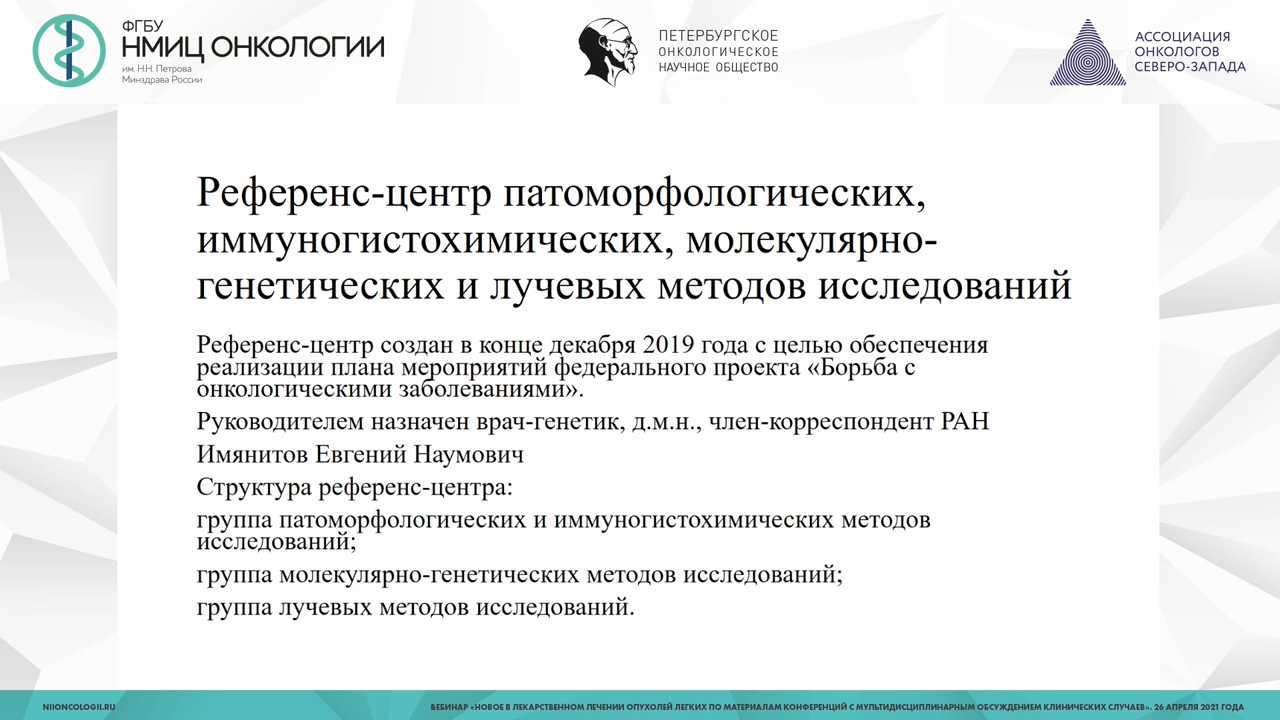 ФГБУ
НМИЦ ОНКОЛОГИИ
им. Н.Н. Петрова
Минздрава России
ПЕТЕРБУРГСКОЕ
ОНКОЛОГИЧЕСКОЕ
НАУЧНОЕ ОБЩЕСТВО
АССОЦИАЦИЯ
ОНКОЛОГОВ
СЕВЕРО-ЗАПАДА
Референс-центр патоморфологических,
иммуногистохимических, молекулярно-
генетических и лучевых методов исследований
Референс-центр создан в конце декабря 2019 года с целью обеспечения
реализации плана мероприятий федерального проекта «Борьба с
онкологическими заболеваниями».
Руководителем назначен врач-генетик, д.м.н., член-корреспондент РАН
Имянитов Евгений Наумович
Структура референс-центра:
группа патоморфологических и иммуногистохимических методов
исследований;
группа молекулярно-генетических методов исследований;
группа лучевых методов исследований.
NIIONCOLOGII.RU
ВЕБИНАР «НОВОЕ В ЛЕКАРСТВЕННОМ ЛЕЧЕНИИ ОПУХОЛЕЙ ЛЕГКИХ ПО МАТЕРИАЛАМ КОНФЕРЕНЦИЙ С МУЛЬТИДИСЦИПЛИНАРНЫМ ОБСУЖДЕНИЕМ КЛИНИЧЕСКИХ СЛУЧАЕВ». 26 АПРЕЛЯ 2021 ГОДА